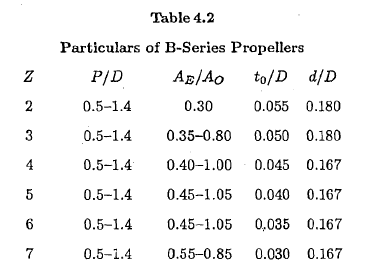 Table 4.2
Particulars of B-Series Propellers
Z P/D A_E/A_O t_0/D d/D
2 0.5–1.4 0.30 0.055 0.180
3 0.5–1.4 0.35–0.80 0.050 0.180
4 0.5–1.4 0.40–1.00 0.045 0.167
5 0.5–1.4 0.45–1.05 0.040 0.167
6 0.5–1.4 0.45–1.05 0.035 0.167
7 0.5–1.4 0.55–0.85 0.030 0.167